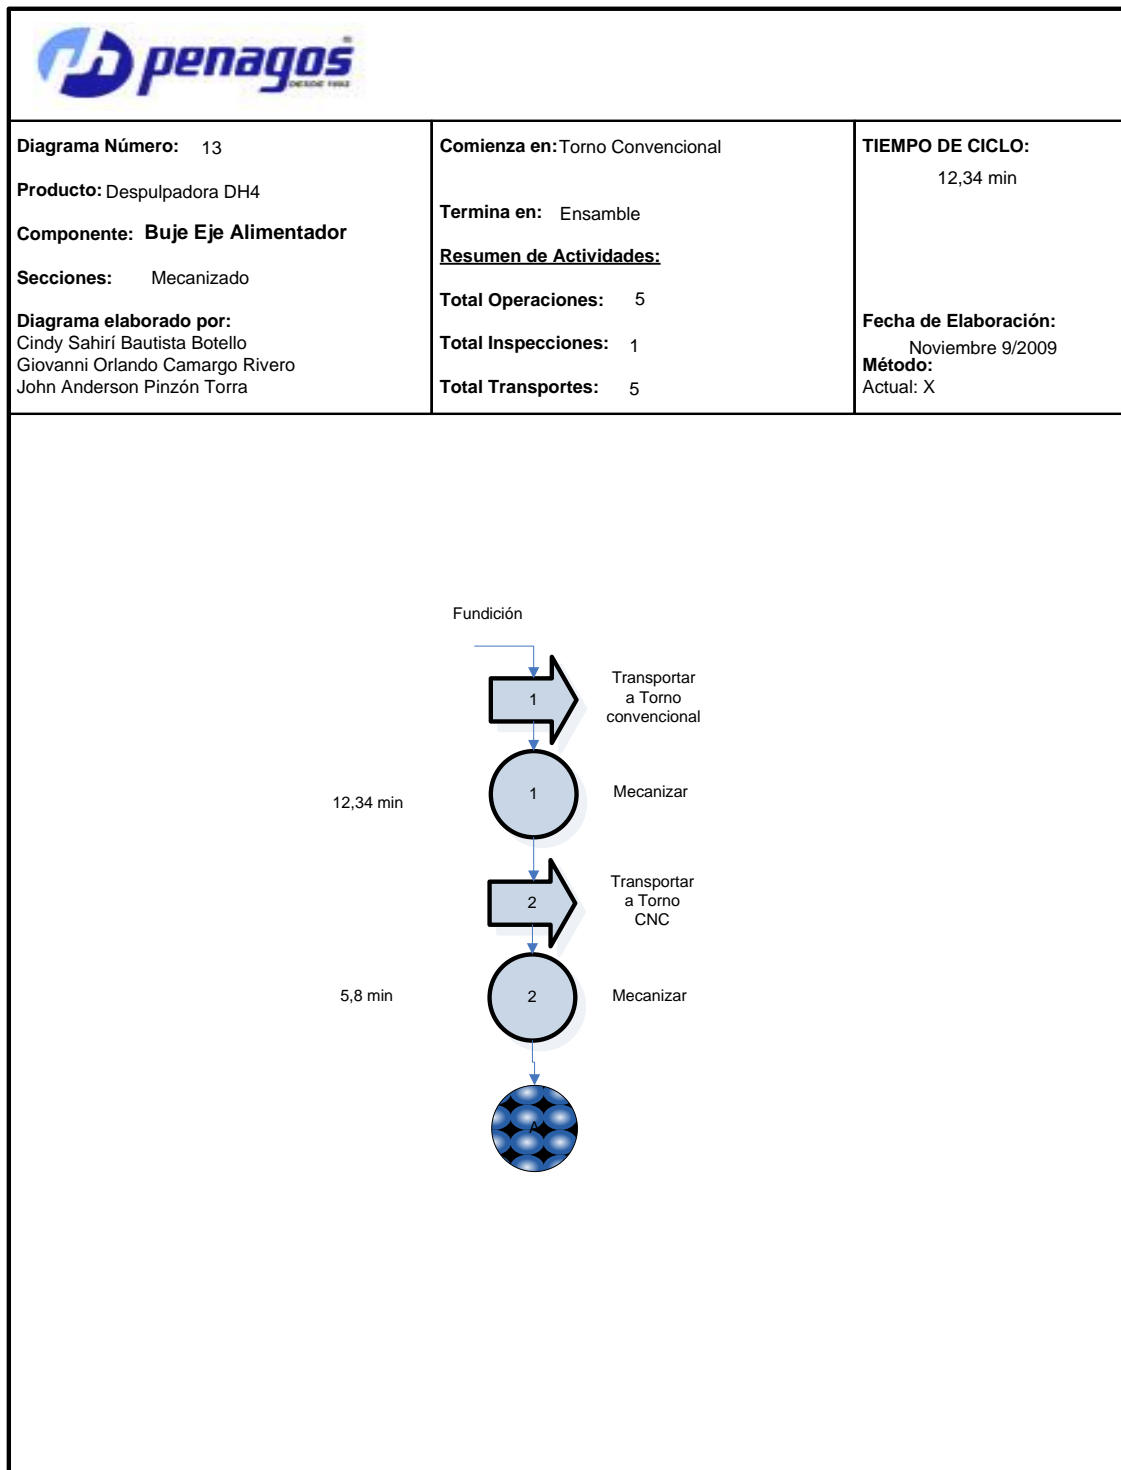 penagos
DESDE 1892
Diagrama Número: 13
Producto: Despulpadora DH4
Componente: Buje Eje Alimentador
Secciones: Mecanizado
Diagrama elaborado por:
Cindy Sahirí Bautista Botello
Giovanni Orlando Camargo Rivero
John Anderson Pinzón Torra
Comienza en: Torno Convencional
Termina en: Ensamble
Resumen de Actividades:
Total Operaciones: 5
Total Inspecciones: 1
Total Transportes: 5
TIEMPO DE CICLO:
12,34 min
Fecha de Elaboración:
Noviembre 9/2009
Método:
Actual: X
Fundición
1
Transportar
a Torno
convencional
12,34 min
1
Mecanizar
2
Transportar
a Torno
CNC
5,8 min
2
Mecanizar
A